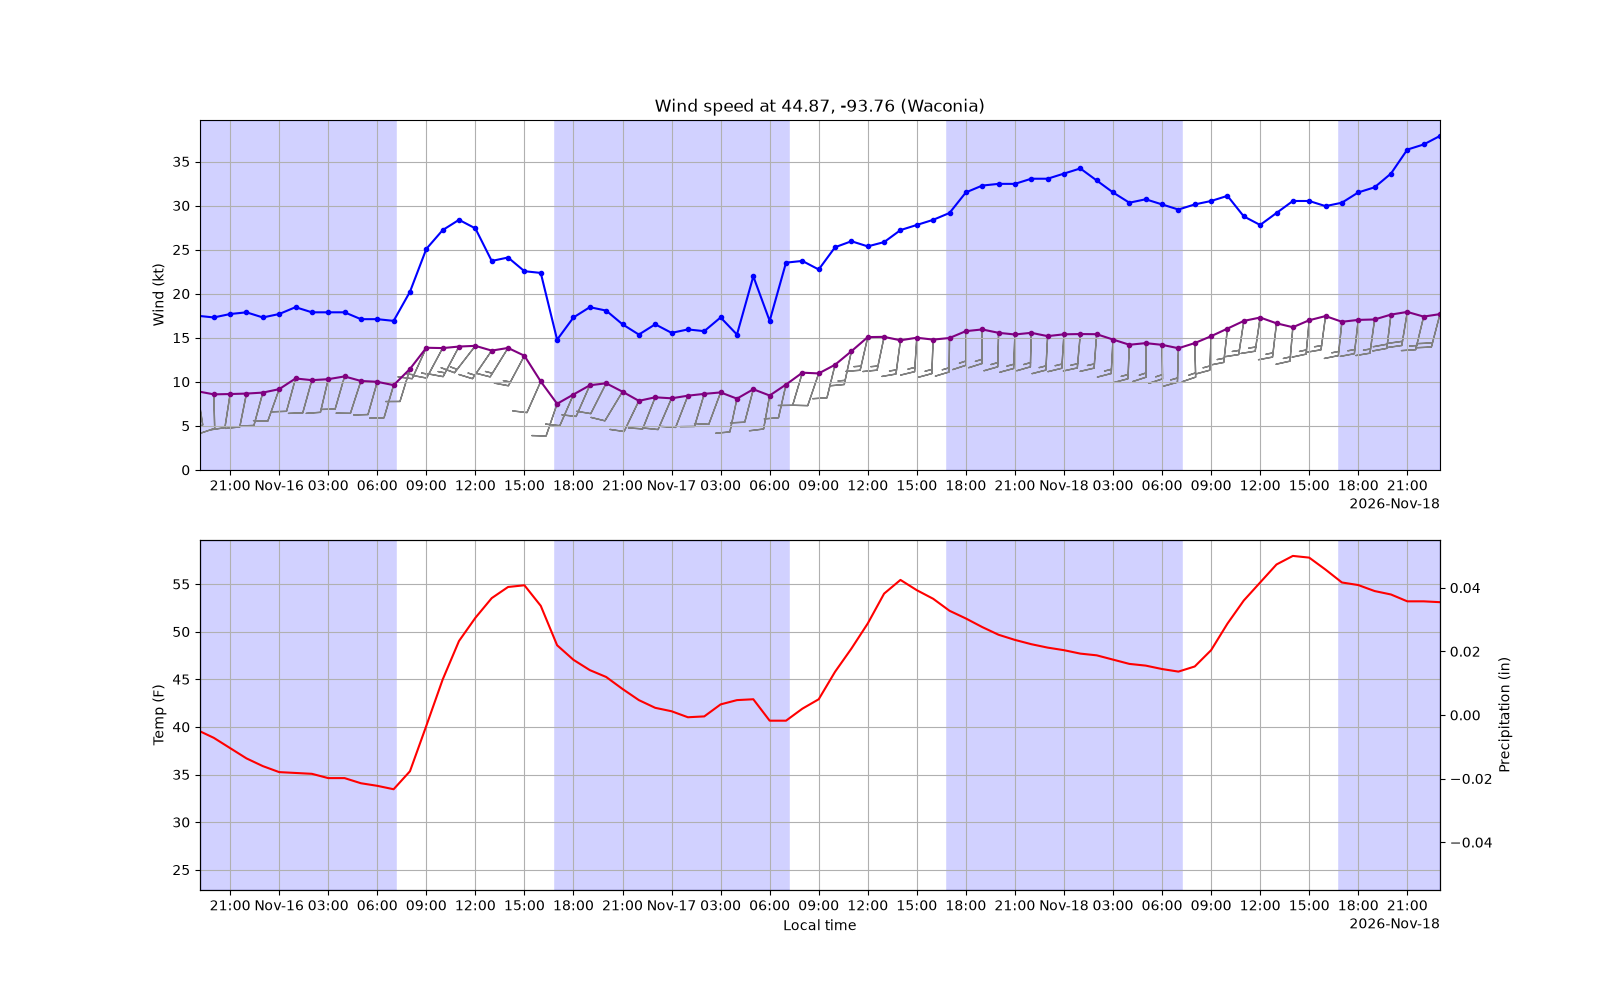 Wind speed at 44.87, -93.76 (Waconia)
Wind (kt)
35
30
25
20
15
10
5
0
21:00 Nov-16 03:00 06:00 09:00 12:00 15:00 18:00 21:00 Nov-17 03:00 06:00 09:00 12:00 15:00 18:00 21:00 Nov-18 03:00 06:00 09:00 12:00 15:00 18:00 21:00
2026-Nov-18
Temp (F)
55
50
45
40
35
30
25
0.04
0.02
0.00
−0.02
−0.04
Precipitation (in)
21:00 Nov-16 03:00 06:00 09:00 12:00 15:00 18:00 21:00 Nov-17 03:00 06:00 09:00 12:00 15:00 18:00 21:00 Nov-18 03:00 06:00 09:00 12:00 15:00 18:00 21:00
Local time
2026-Nov-18